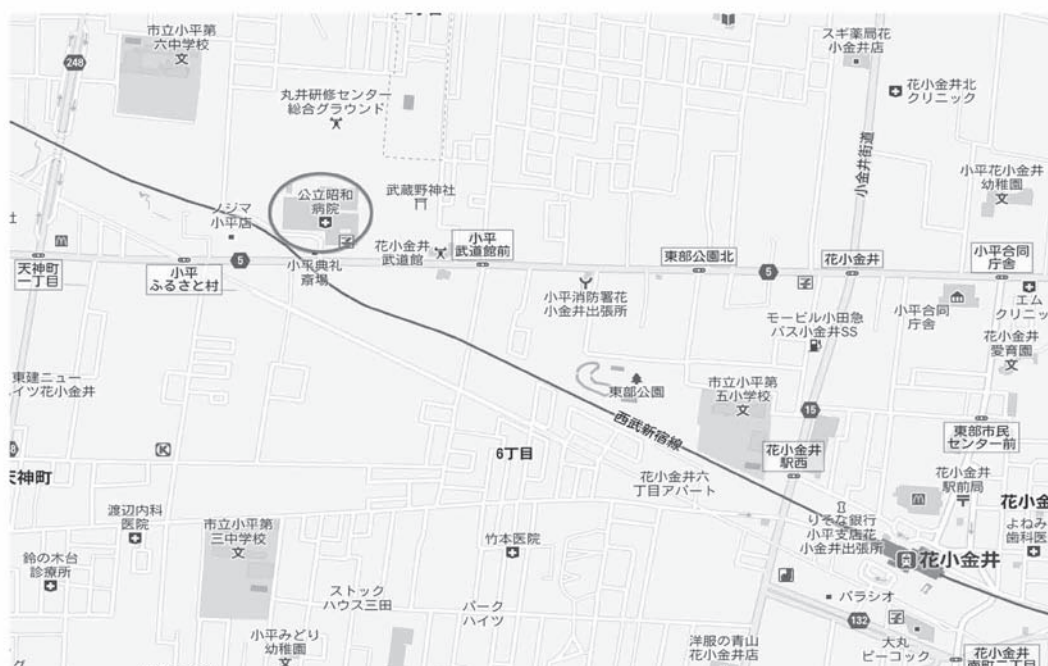 市立小平第
六中学校
文
248
丸井研修センター
総合グラウンド
スギ薬局花
小金井店
花小金井北
クリニック
小金井街道
小平花小金井
幼稚園
文
公立昭和
病院
武蔵野神社
ノジマ
小平店
花小金井
武道館
小平
武道館前
東部公園北
花小金井
小平合同
庁舎
天神町
一丁目
小平
ふるさと村
5
小平典礼
斎場
5
小平消防署花
小金井出張所
モービル小田急
バス小金井SS
小平合同
庁舎
エム
クリニッ
花小金井
愛育園
文
東建ニュー
イツ花小金井
東部公園
市立小平第
五小学校
文
15
西武新宿線
東部市民
センター前
花小金井
駅西
6丁目
天神町
花小金井六
丁目アパート
花小金井
駅前局
花小金
りそな銀行
小平支店花
小金井出張所
よねみ
歯科医
渡辺内科
医院
市立小平第
三中学校
文
竹本医院
花小金井
鈴の木台
診療所
ストック
ハウス三田
パーク
ハイツ
パラシオ
132
小平みどり
幼稚園
文
洋服の青山
花小金井店
大丸
ピーコック
花小金井
南町二丁目